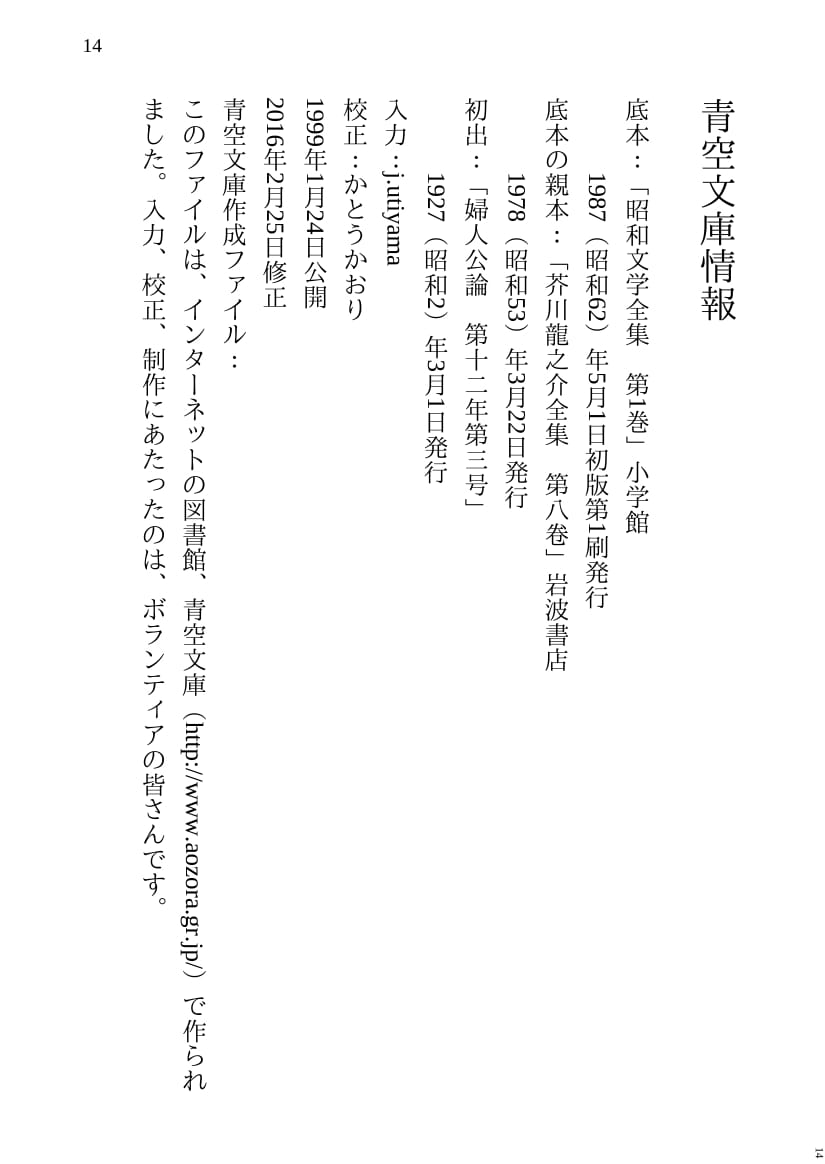 14
青空文庫情報
底本：「昭和文学全集　第1巻」小学館
1987（昭和62）年5月1日初版第1刷発行
底本の親本：「芥川龍之介全集　第八巻」岩波書店
1978（昭和53）年3月22日発行
初出：「婦人公論　第十二年第三号」
1927（昭和2）年3月1日発行
入力：j.utiyama
校正：かとうかおり
1999年1月24日公開
2016年2月25日修正
青空文庫作成ファイル：
このファイルは、インターネットの図書館、青空文庫（http://www.aozora.gr.jp/）で作られ
ました。入力、校正、制作にあたったのは、ボランティアの皆さんです。
14